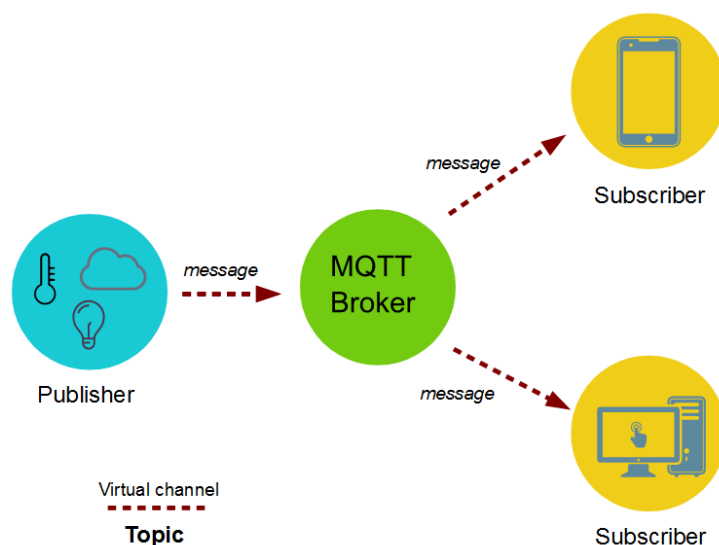 message
Subscriber
message
MQTT
Broker
Publisher
message
Virtual channel
Topic
Subscriber